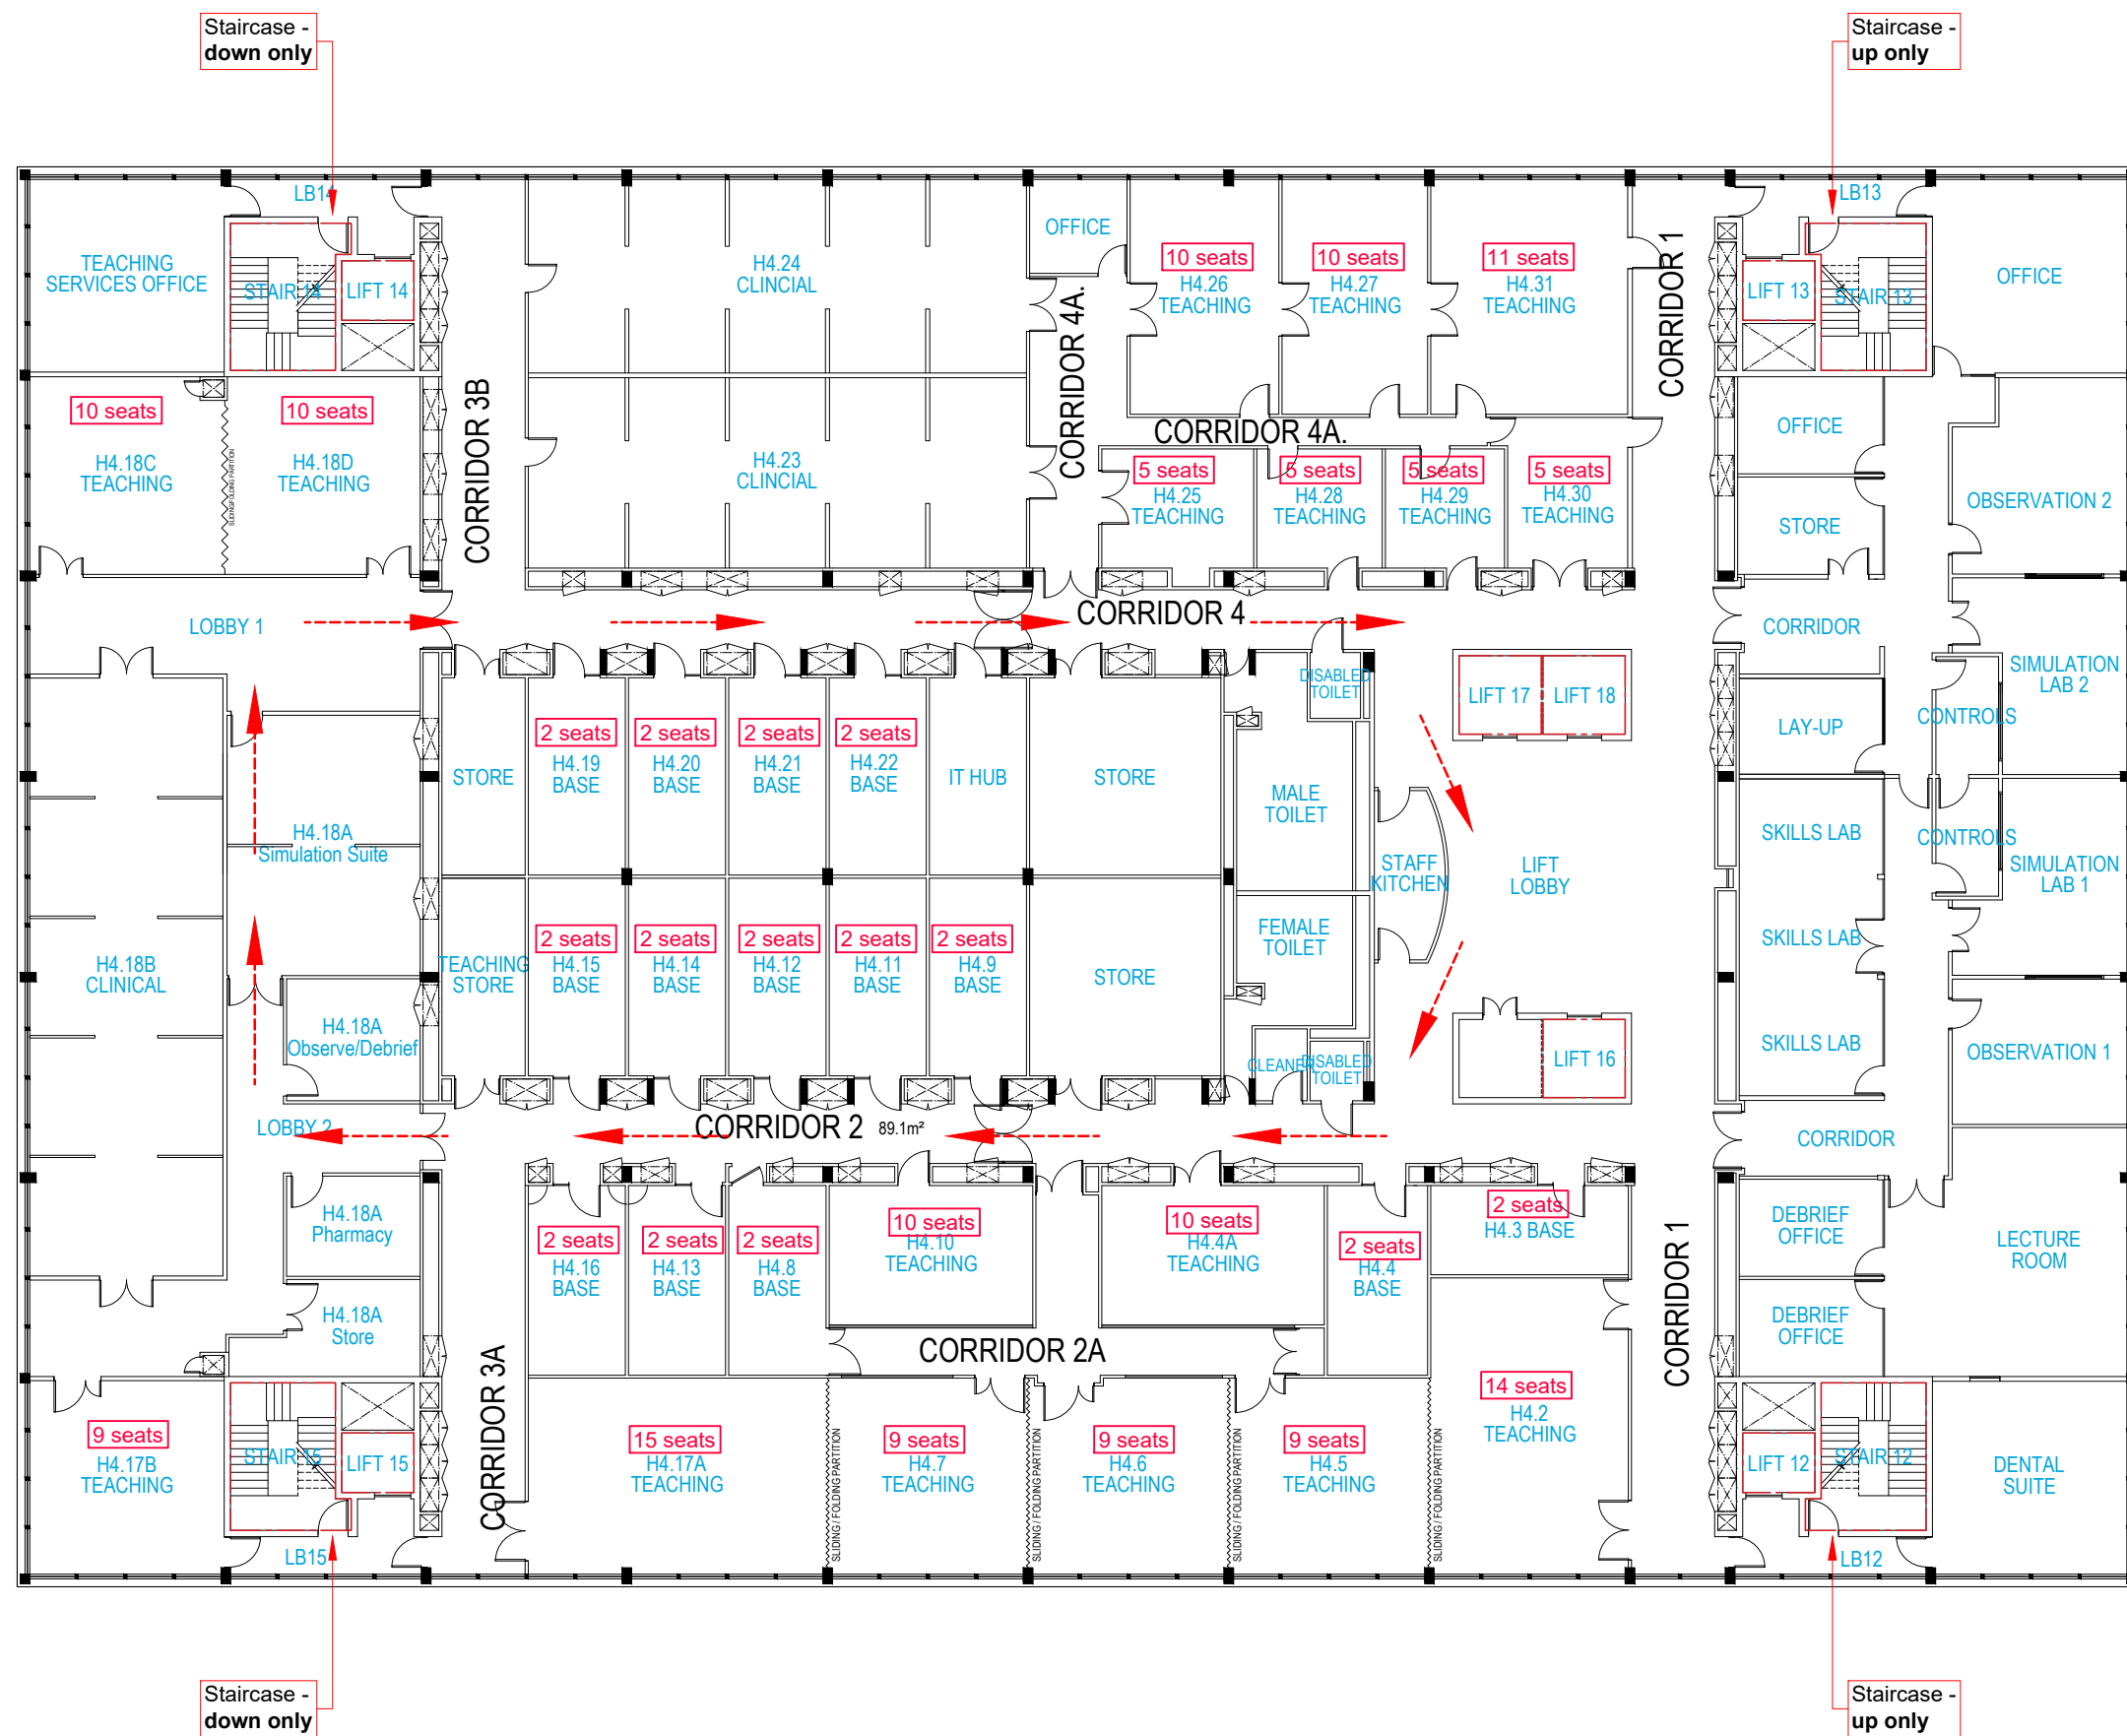 Staircase -
down only
Staircase -
up only
LB14
LB13
TEACHING
SERVICES OFFICE
STAIR 14
LIFT 14
H4.24
CLINCIAL
OFFICE
10 seats
H4.26
TEACHING
10 seats
H4.27
TEACHING
11 seats
H4.31
TEACHING
CORRIDOR 1
LIFT 13
STAIR 13
OFFICE
CORRIDOR 3B
CORRIDOR 4A.
CORRIDOR 4A.
10 seats
H4.18C
TEACHING
SLIDING/FOLDING PARTITION
10 seats
H4.18D
TEACHING
H4.23
CLINCIAL
5 seats
H4.25
TEACHING
5 seats
H4.28
TEACHING
5 seats
H4.29
TEACHING
5 seats
H4.30
TEACHING
OFFICE
STORE
OBSERVATION 2
LOBBY 1
CORRIDOR 4
CORRIDOR
DISABLED
TOILET
LIFT 17
LIFT 18
SIMULATION
LAB 2
LAY-UP
CONTROLS
STORE
2 seats
H4.19
BASE
2 seats
H4.20
BASE
2 seats
H4.21
BASE
2 seats
H4.22
BASE
IT HUB
STORE
MALE
TOILET
STAFF
KITCHEN
LIFT
LOBBY
SKILLS LAB
CONTROLS
SIMULATION
LAB 1
H4.18A
Simulation Suite
H4.18B
CLINICAL
H4.18A
Observe/Debrief
TEACHING
STORE
2 seats
H4.15
BASE
2 seats
H4.14
BASE
2 seats
H4.12
BASE
2 seats
H4.11
BASE
2 seats
H4.9
BASE
STORE
FEMALE
TOILET
SKILLS LAB
SKILLS LAB
OBSERVATION 1
CLEANER
DISABLED
TOILET
LIFT 16
LOBBY 2
CORRIDOR 2
89.1m²
CORRIDOR
H4.18A
Pharmacy
2 seats
H4.16
BASE
2 seats
H4.13
BASE
2 seats
H4.8
BASE
10 seats
H4.10
TEACHING
10 seats
H4.4A
TEACHING
2 seats
H4.4
BASE
2 seats
H4.3 BASE
DEBRIEF
OFFICE
LECTURE
ROOM
H4.18A
Store
CORRIDOR 3A
CORRIDOR 2A
CORRIDOR 1
DEBRIEF
OFFICE
9 seats
H4.17B
TEACHING
STAIR 15
LIFT 15
15 seats
H4.17A
TEACHING
SLIDING / FOLDING PARTITION
9 seats
H4.7
TEACHING
SLIDING / FOLDING PARTITION
9 seats
H4.6
TEACHING
SLIDING / FOLDING PARTITION
9 seats
H4.5
TEACHING
SLIDING / FOLDING PARTITION
14 seats
H4.2
TEACHING
LIFT 12
STAIR 12
DENTAL
SUITE
LB15
LB12
Staircase -
down only
Staircase -
up only